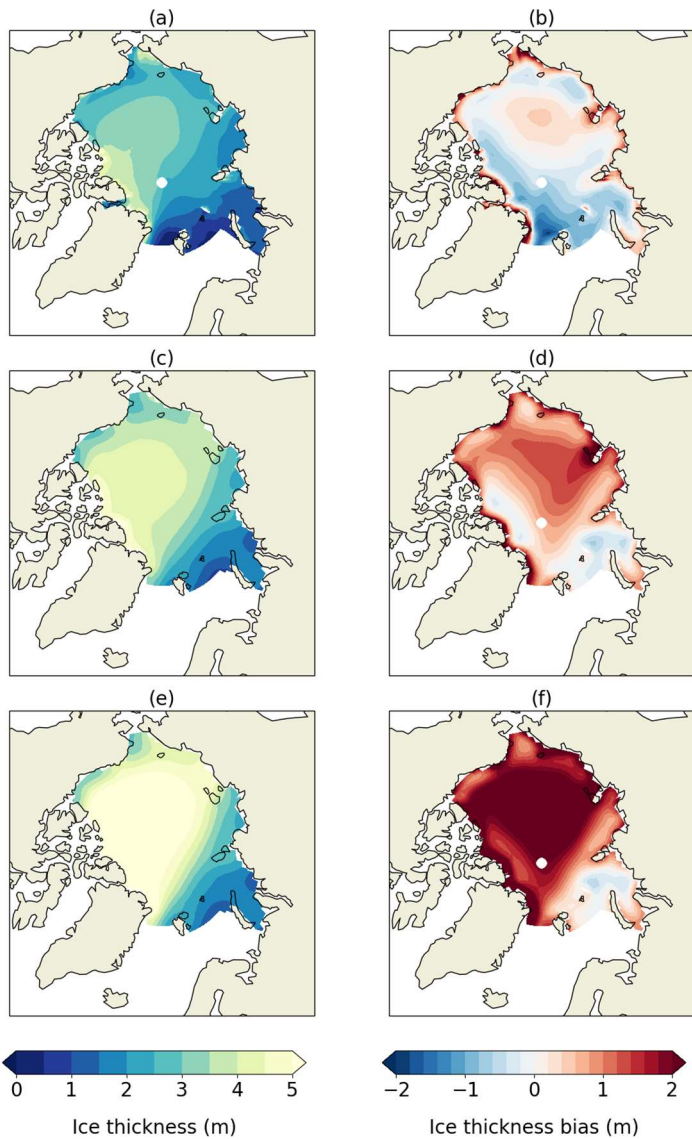 (a) (b)
(c) (d)
(e) (f)
0 1 2 3 4 5 −2 −1 0 1 2
Ice thickness (m) Ice thickness bias (m)